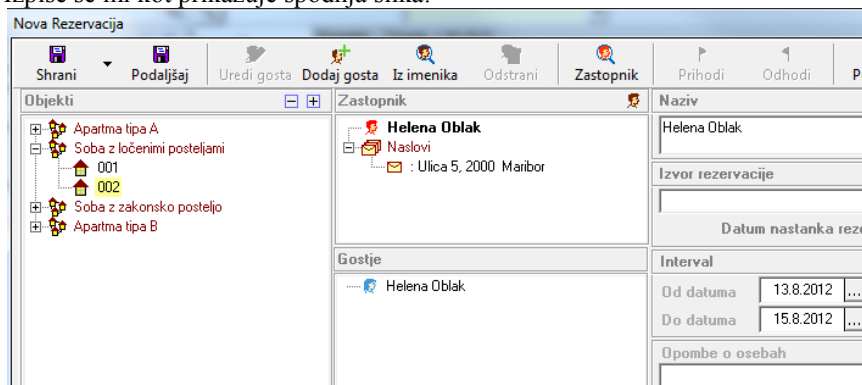 Izpiše se mi kot prikazuje spodnja slika:
Nova Rezervacija
Shrani Podaljšaj Uredi gosta Dodaj gosta Iz imenika Odstrani Zastopnik Prihodi Odhodi
Objekti
Apartma tipa A
Soba z ločenimi posteljami
001
002
Soba z zakonsko posteljo
Apartma tipa B
Zastopnik
Helena Oblak
Naslovi
: Ulica 5, 2000 Maribor
Gostje
Helena Oblak
Naziv
Helena Oblak
Izvor rezervacije
Datum nastanka
Interval
Od datuma 13.8.2012 ...
Do datuma 15.8.2012 ...
Opombe o osebah